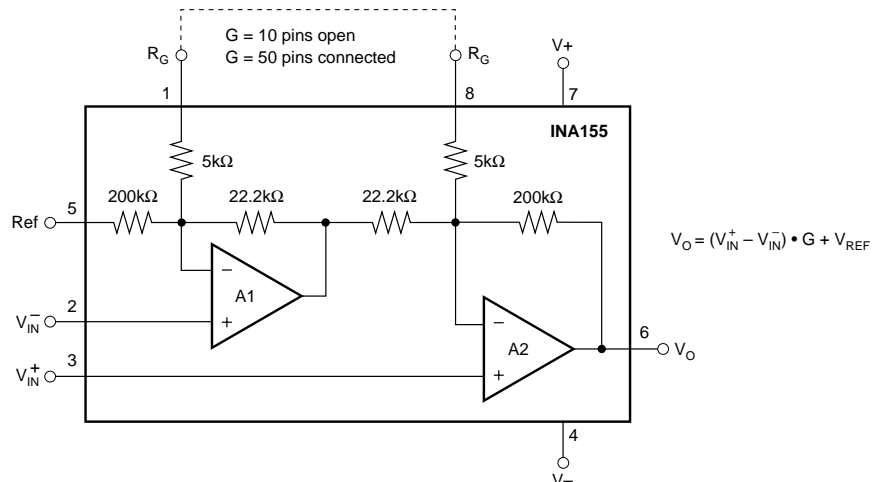 G = 10 pins open
G = 50 pins connected
R_G
R_G
V+
1
8
7
INA155
5kΩ
5kΩ
200kΩ
22.2kΩ
22.2kΩ
200kΩ
Ref
5
V_O = (V_IN^+ – V_IN^–) • G + V_REF
–
A1
+
2
V_IN^–
–
A2
+
6
V_O
3
V_IN^+
4
V–